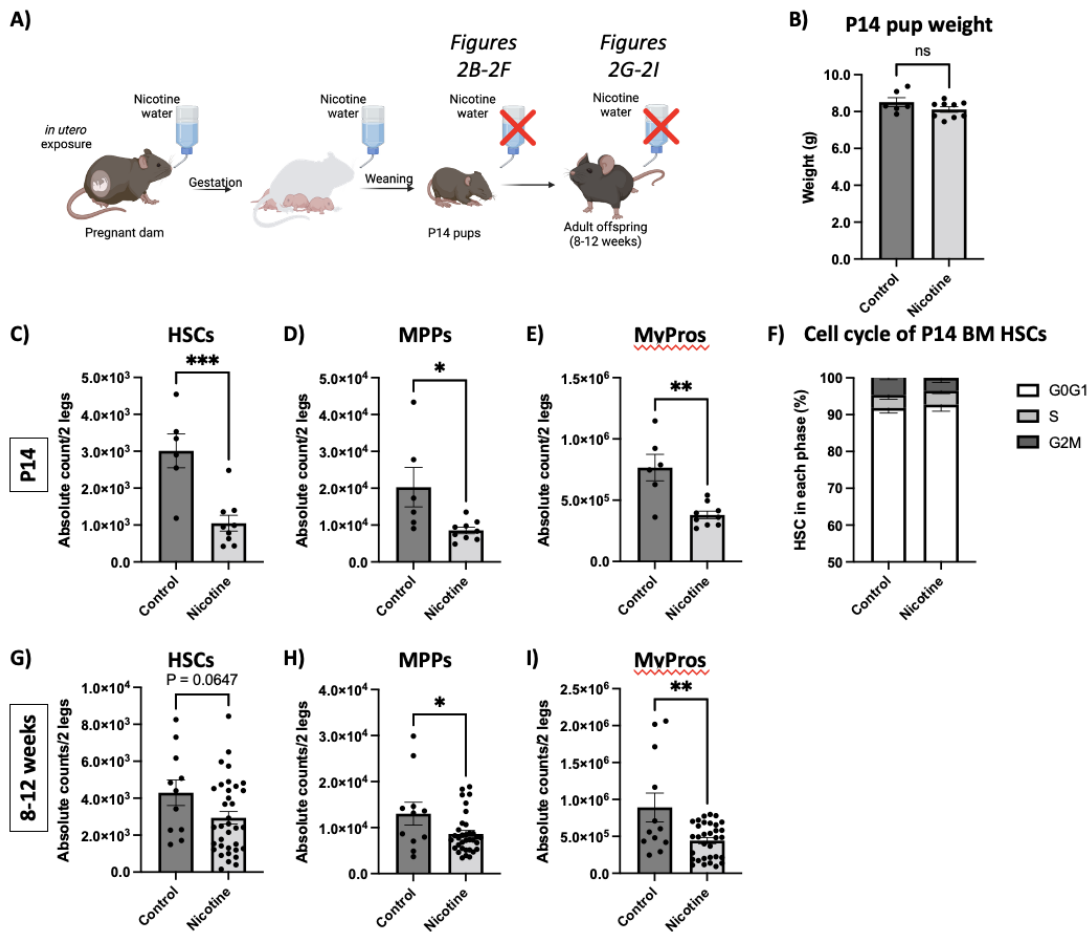 A)
Figures
2B-2F
Figures
2G-2I
Nicotine
water
Nicotine
water
Nicotine
water
Nicotine
water
in utero
exposure
Gestation
Weaning
Pregnant dam
P14 pups
Adult offspring
(8-12 weeks)
B)
P14 pup weight
ns
Weight (g)
10.0
8.0
6.0
4.0
2.0
0.0
Control
Nicotine
P14
C)
HSCs
***
Absolute count/2 legs
5.0×10³
4.0×10³
3.0×10³
2.0×10³
1.0×10³
0.0
Control
Nicotine
D)
MPPs
*
Absolute count/2 legs
5.0×10⁴
4.0×10⁴
3.0×10⁴
2.0×10⁴
1.0×10⁴
0.0
Control
Nicotine
E)
MyPros
**
Absolute count/2 legs
1.5×10⁶
1.0×10⁶
5.0×10⁵
0.0
Control
Nicotine
F)
Cell cycle of P14 BM HSCs
HSC in each phase (%)
100
90
80
70
60
50
Control
Nicotine
G0G1
S
G2M
8-12 weeks
G)
HSCs
P = 0.0647
Absolute counts/2 legs
1.0×10⁴
8.0×10³
6.0×10³
4.0×10³
2.0×10³
0.0
Control
Nicotine
H)
MPPs
*
Absolute counts/2 legs
4.0×10⁴
3.0×10⁴
2.0×10⁴
1.0×10⁴
0.0
Control
Nicotine
I)
MyPros
**
Absolute counts/2 legs
2.5×10⁶
2.0×10⁶
1.5×10⁶
1.0×10⁶
5.0×10⁵
0.0
Control
Nicotine